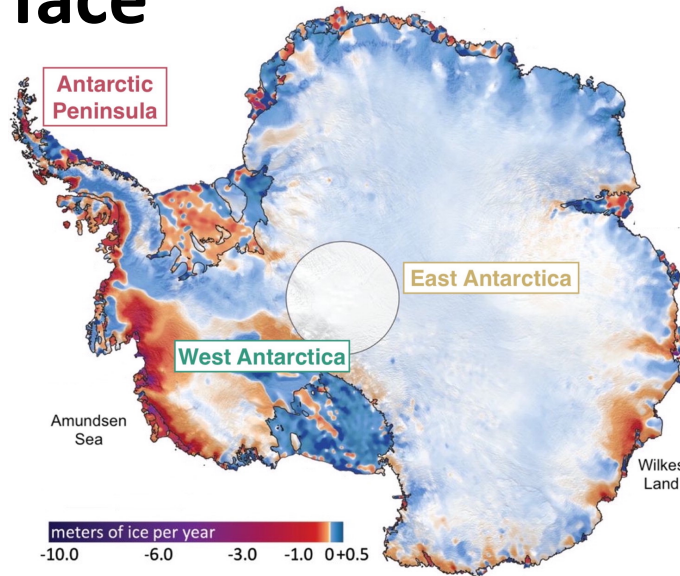 face
Antarctic
Peninsula
East Antarctica
West Antarctica
Amundsen
Sea
Wilkes
Land
meters of ice per year
-10.0 -6.0 -3.0 -1.0 0 +0.5